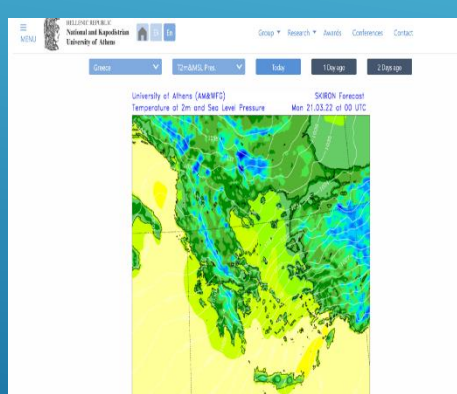 HELLENIC REPUBLIC
National and Kapodistrian
University of Athens
MENU
En
Group Research Awards Conferences Contact
Greece T2m&MSL Pres. Today 1 Day ago 2 Days ago
University of Athens (AM&WFG) SKIRON Forecast
Temperature at 2m and Sea Level Pressure Mon 21.03.22 at 00 UTC